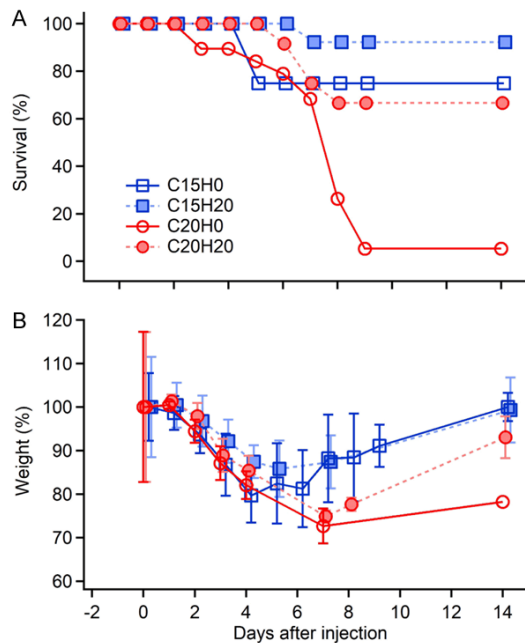 A
100
80
60
40
20
0
Survival (%)
C15H0
C15H20
C20H0
C20H20
B
120
110
100
90
80
70
60
Weight (%)
-2 0 2 4 6 8 10 12 14
Days after injection